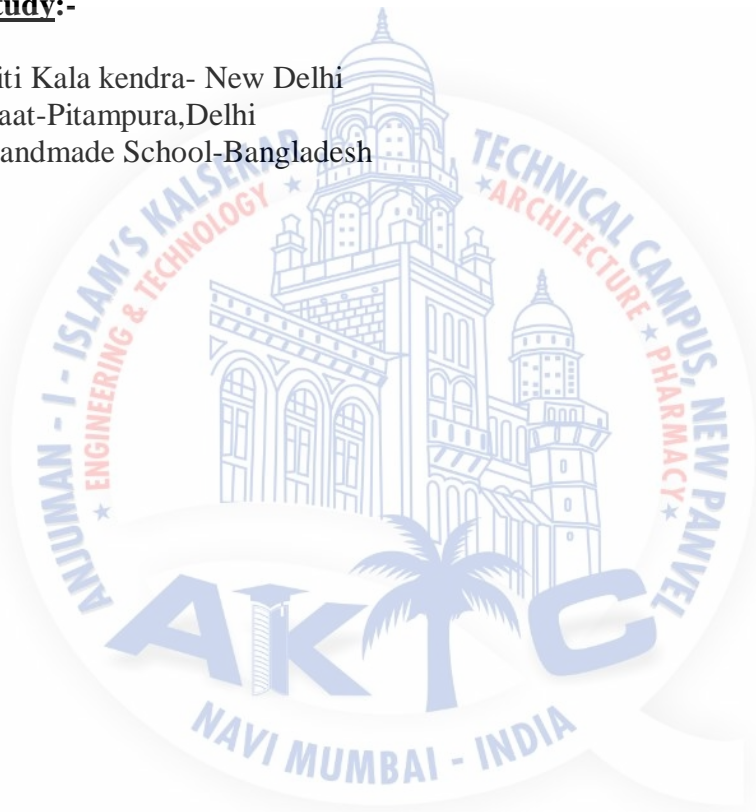 tudy:-
iti Kala kendra- New Delhi
aat-Pitampura,Delhi
andmade School-Bangladesh
ANJUMAN - I - ISLAM'S KALSEKAR TECHNICAL CAMPUS, NEW PANVEL
★ ENGINEERING & TECHNOLOGY ★ ★ ARCHITECTURE ★ PHARMACY ★
AKTC
NAVI MUMBAI - INDIA